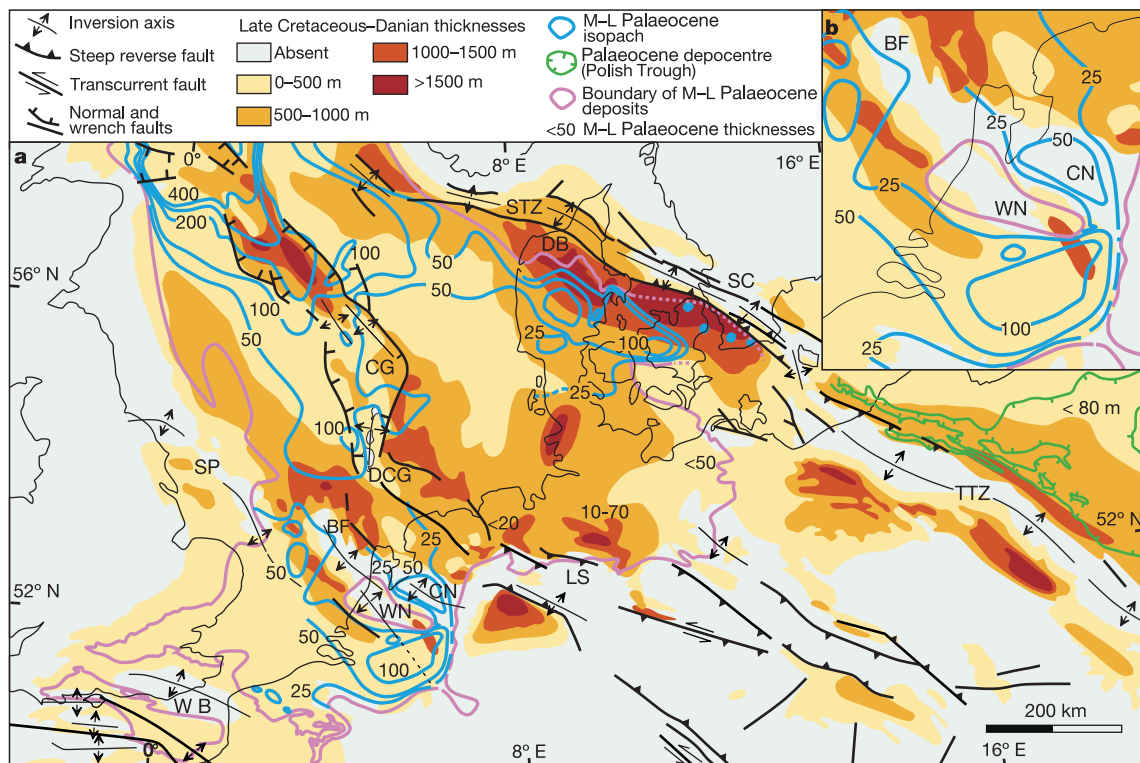 Inversion axis
Steep reverse fault
Transcurrent fault
Normal and
wrench faults
Late Cretaceous–Danian thicknesses
Absent
0–500 m
500–1000 m
1000–1500 m
>1500 m
M–L Palaeocene
isopach
Palaeocene depocentre
(Polish Trough)
Boundary of M–L Palaeocene
deposits
<50 M–L Palaeocene thicknesses
b
BF
25
25
50
CN
25
WN
50
100
25
a
0°
8° E
16° E
400
200
STZ
DB
100
50
SC
56° N
50
100
25
50
100
CG
25
< 80 m
100
SP
DCG
<50
TTZ
<20
10-70
52° N
BF
25
50
25
50
CN
LS
52° N
WN
50
100
25
W B
200 km
0°
8° E
16° E